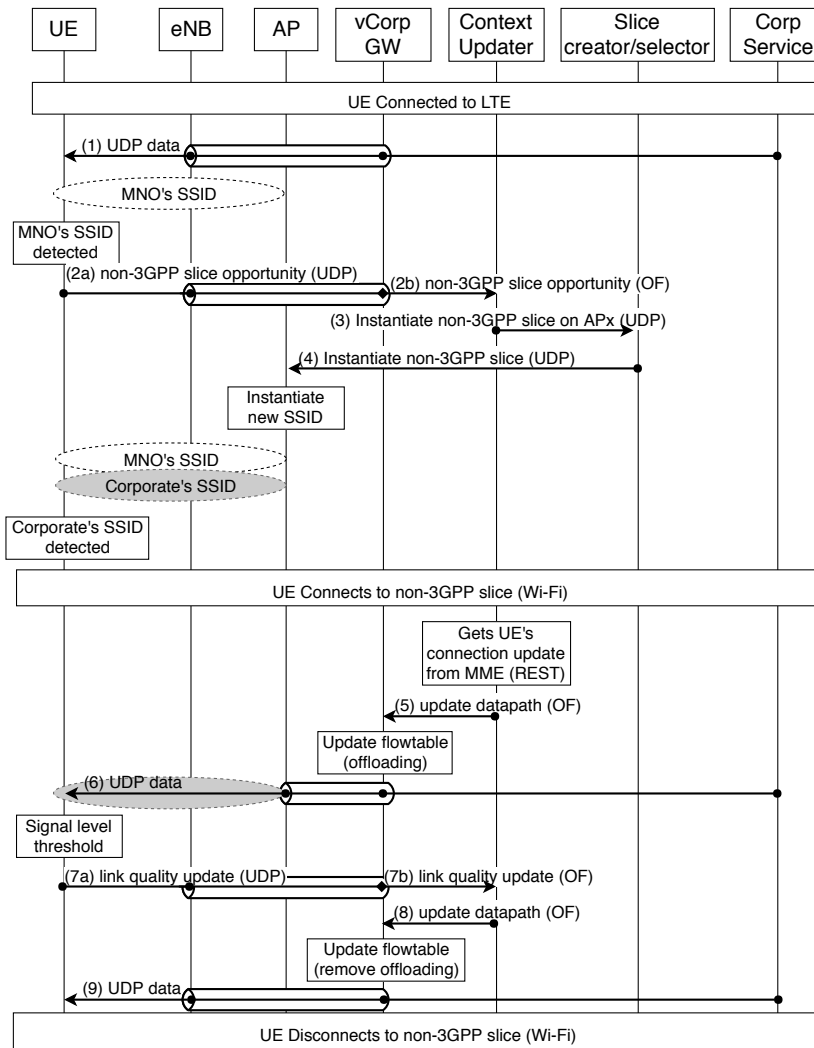 UE
eNB
AP
vCorp
GW
Context
Updater
Slice
creator/selector
Corp
Service
UE Connected to LTE
(1) UDP data
MNO's SSID
MNO's SSID
detected
(2a) non-3GPP slice opportunity (UDP)
(2b) non-3GPP slice opportunity (OF)
(3) Instantiate non-3GPP slice on APx (UDP)
(4) Instantiate non-3GPP slice (UDP)
Instantiate
new SSID
MNO's SSID
Corporate's SSID
Corporate's SSID
detected
UE Connects to non-3GPP slice (Wi-Fi)
Gets UE's
connection update
from MME (REST)
(5) update datapath (OF)
Update flowtable
(offloading)
(6) UDP data
Signal level
threshold
(7a) link quality update (UDP)
(7b) link quality update (OF)
(8) update datapath (OF)
Update flowtable
(remove offloading)
(9) UDP data
UE Disconnects to non-3GPP slice (Wi-Fi)